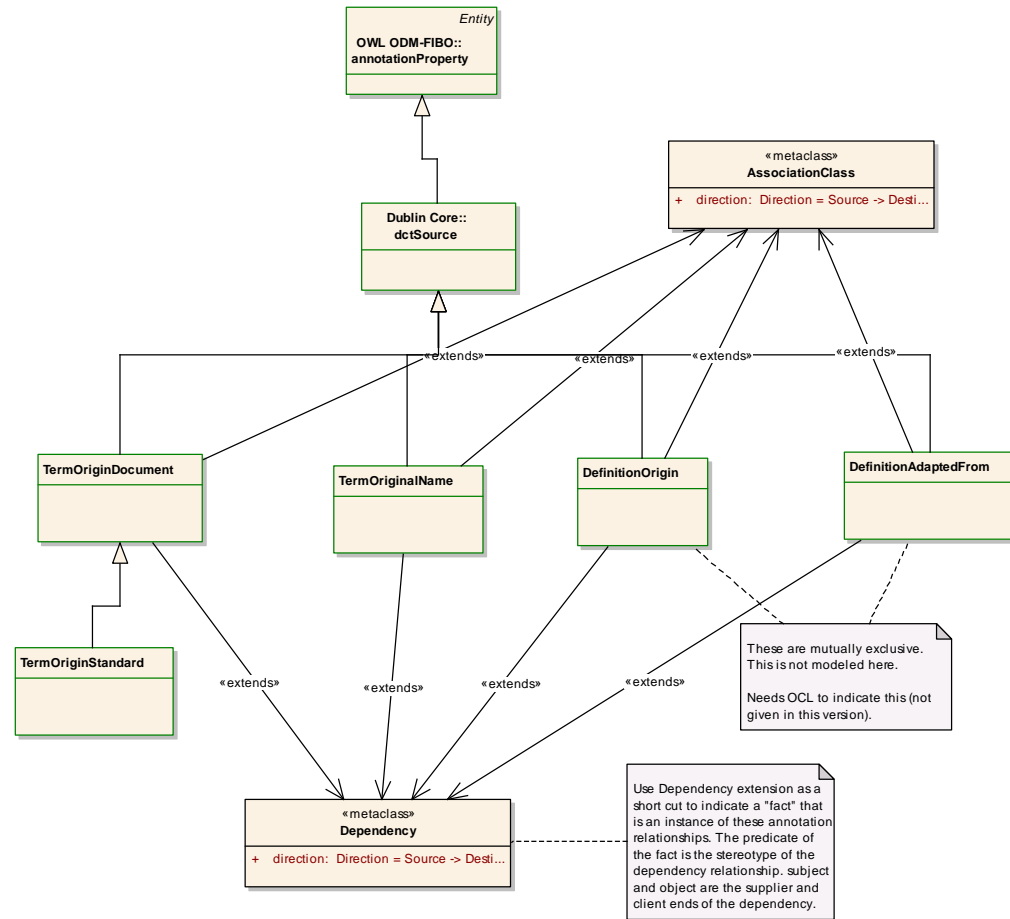 Entity
OWL ODM-FIBO::
annotationProperty
«metaclass»
AssociationClass
+ direction: Direction = Source -> Desti...
Dublin Core::
dctSource
«extends»
«extends»
«extends»
«extends»
TermOriginDocument
TermOriginalName
DefinitionOrigin
DefinitionAdaptedFrom
These are mutually exclusive.
This is not modeled here.
Needs OCL to indicate this (not
given in this version).
TermOriginStandard
«extends»
«extends»
«extends»
«extends»
«metaclass»
Dependency
+ direction: Direction = Source -> Desti...
Use Dependency extension as a
short cut to indicate a "fact" that
is an instance of these annotation
relationships. The predicate of
the fact is the stereotype of the
dependency relationship. subject
and object are the supplier and
client ends of the dependency.